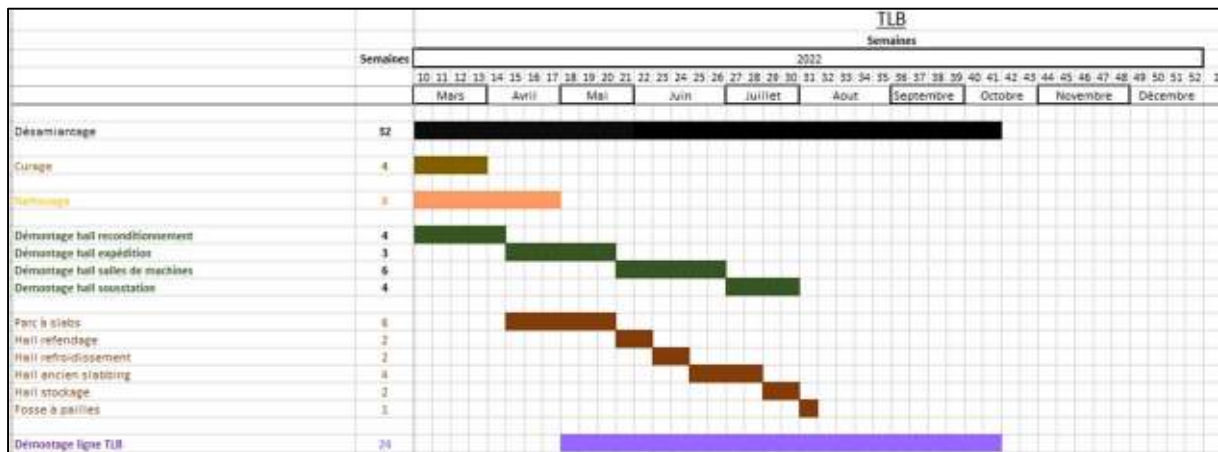 TLB
Semaines
Semaines 2022
10 11 12 13 14 15 16 17 18 19 20 21 22 23 24 25 26 27 28 29 30 31 32 33 34 35 36 37 38 39 40 41 42 43 44 45 46 47 48 49 50 51 52
Mars Avril Mai Juin Juillet Aout Septembre Octobre Novembre Décembre
Désamiantage 32
Curage 4
Nettoyage 8
Démontage hall reconditionnement 4
Démontage hall expédition 3
Démontage hall salles de machines 6
Demontage hall sousstation 4
Parc à slabs 6
Hall refendage 2
Hall refroidissement 2
Hall ancien slabbing 4
Hall stockage 2
Fosse à pailles 1
Démontage ligne TLB 24